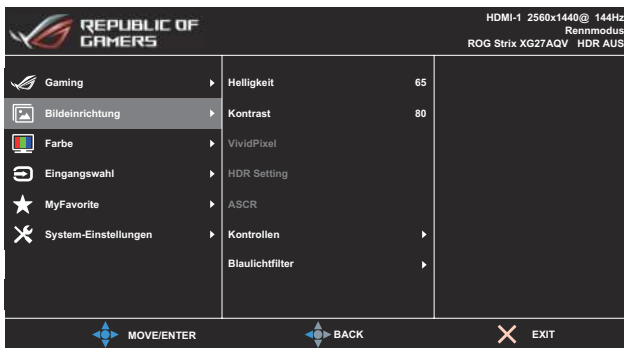 REPUBLIC OF
GAMERS
HDMI-1 2560x1440@ 144Hz
Rennmodus
ROG Strix XG27AQV HDR AUS
Gaming
Bildeinrichtung
Farbe
Eingangswahl
MyFavorite
System-Einstellungen
Helligkeit 65
Kontrast 80
VividPixel
HDR Setting
ASCR
Kontrollen
Blaulichtfilter
MOVE/ENTER
BACK
EXIT